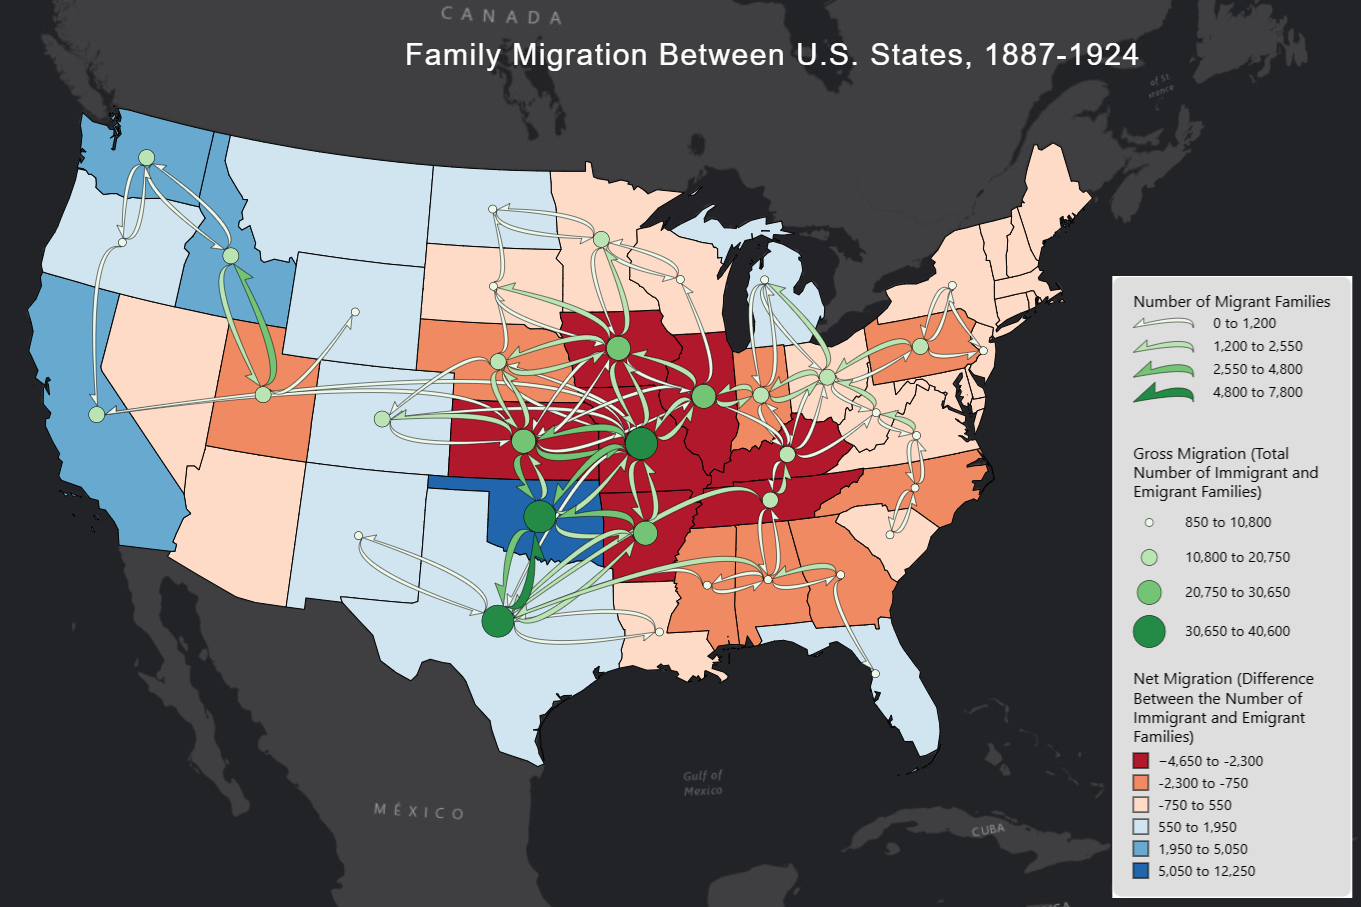 CANADA
Family Migration Between U.S. States, 1887-1924
of St.
Number of Migrant Families
0 to 1,200
1,200 to 2,550
2,550 to 4,800
4,800 to 7,800
Gross Migration (Total
Number of Immigrant and
Emigrant Families)
850 to 10,800
10,800 to 20,750
20,750 to 30,650
30,650 to 40,600
Net Migration (Difference
Between the Number of
Immigrant and Emigrant
Families)
−4,650 to -2,300
-2,300 to -750
-750 to 550
550 to 1,950
1,950 to 5,050
5,050 to 12,250
Gulf of
Mexico
MÉXICO
CUBA